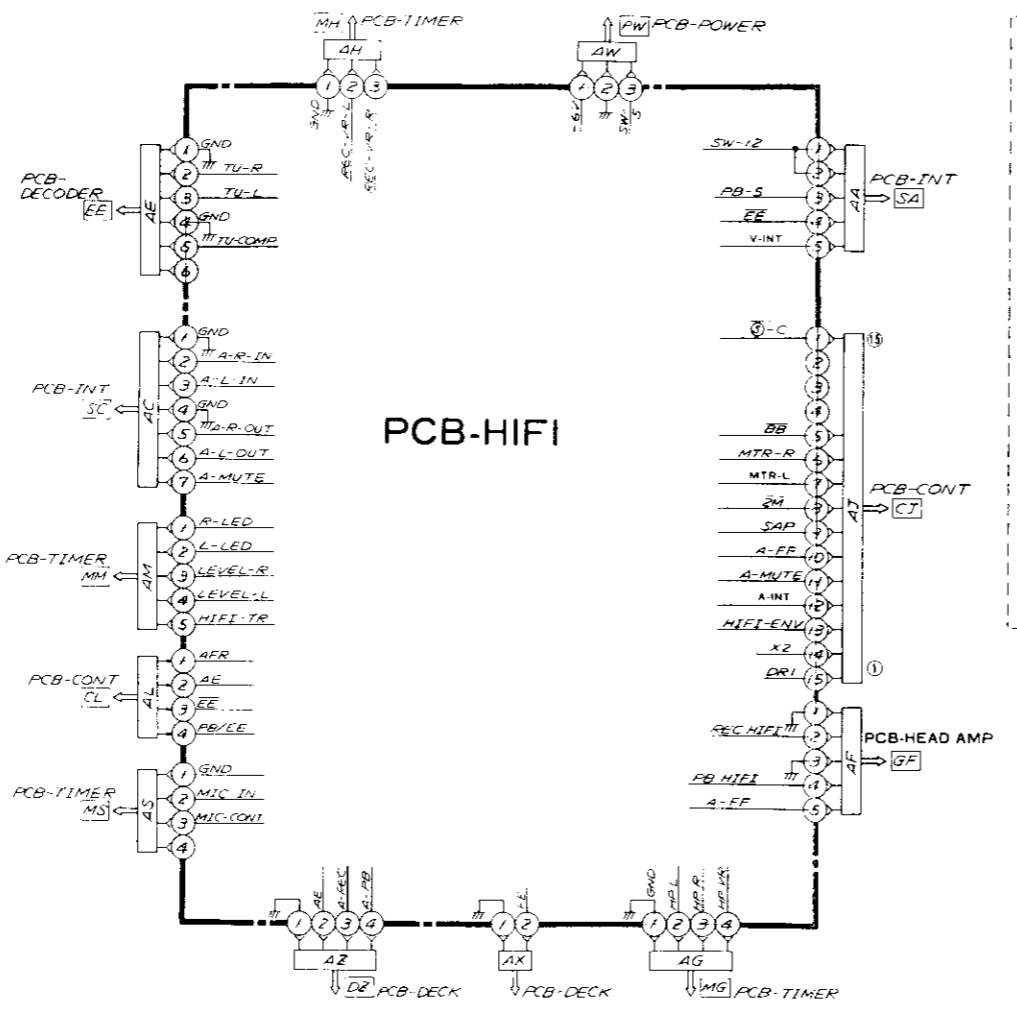 MH PCB-TIMER
AH
1 2 3
GND
REC-VR-L
REC-VR-R
PW PCB-POWER
AW
1 2 3
SW-S
PCB-DECODER
EE
AE
1 GND
2 TU-R
3 TU-L
4 GND
5 TU-COMP
6
PCB-INT
SC
AC
1 GND
2 A-R-IN
3 A-L-IN
4 GND
5 A-R-OUT
6 A-L-OUT
7 A-MUTE
PCB-TIMER
MM
AM
1 R-LED
2 L-LED
3 LEVEL-R
4 LEVEL-L
5 HIFI-TR
PCB-CONT
CL
AL
1 AFR
2 AE
3 EE
4 PB/EE
PCB-TIMER
MS
AS
1 GND
2 MIC IN
3 MIC-CONT
4
PCB-HIFI
SW-12 1
2
PB-S 3
EE 4
V-INT 5
AA
PCB-INT
SA
S-C 1
2
3
4
BB 5
MTR-R 6
MTR-L 7
2M 8
SAP 9
A-FF 10
A-MUTE 11
A-INT 12
HIFI-ENV 13
X2 14
DR1 15
AJ
15
1
PCB-CONT
CJ
1
REC HIFI 2
3
PB HIFI 4
A-FF 5
AF
PCB-HEAD AMP
GF
AE
A-REC
A-PB
1 2 3 4
AZ
DZ PCB-DECK
FE
1 2
AX
PCB-DECK
GND
HP L
HP R
HP VR
1 2 3 4
AG
MG PCB-TIMER